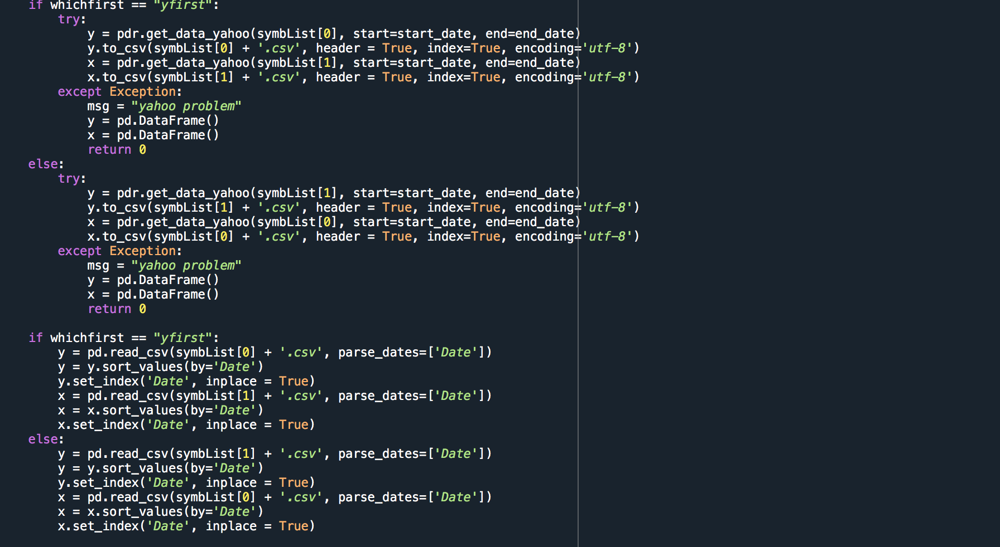 if whichfirst == "yfirst":
    try:
        y = pdr.get_data_yahoo(symbList[0], start=start_date, end=end_date)
        y.to_csv(symbList[0] + '.csv', header = True, index=True, encoding='utf-8')
        x = pdr.get_data_yahoo(symbList[1], start=start_date, end=end_date)
        x.to_csv(symbList[1] + '.csv', header = True, index=True, encoding='utf-8')
    except Exception:
        msg = "yahoo problem"
        y = pd.DataFrame()
        x = pd.DataFrame()
        return 0
else:
    try:
        y = pdr.get_data_yahoo(symbList[1], start=start_date, end=end_date)
        y.to_csv(symbList[1] + '.csv', header = True, index=True, encoding='utf-8')
        x = pdr.get_data_yahoo(symbList[0], start=start_date, end=end_date)
        x.to_csv(symbList[0] + '.csv', header = True, index=True, encoding='utf-8')
    except Exception:
        msg = "yahoo problem"
        y = pd.DataFrame()
        x = pd.DataFrame()
        return 0

if whichfirst == "yfirst":
    y = pd.read_csv(symbList[0] + '.csv', parse_dates=['Date'])
    y = y.sort_values(by='Date')
    y.set_index('Date', inplace = True)
    x = pd.read_csv(symbList[1] + '.csv', parse_dates=['Date'])
    x = x.sort_values(by='Date')
    x.set_index('Date', inplace = True)
else:
    y = pd.read_csv(symbList[1] + '.csv', parse_dates=['Date'])
    y = y.sort_values(by='Date')
    y.set_index('Date', inplace = True)
    x = pd.read_csv(symbList[0] + '.csv', parse_dates=['Date'])
    x = x.sort_values(by='Date')
    x.set_index('Date', inplace = True)